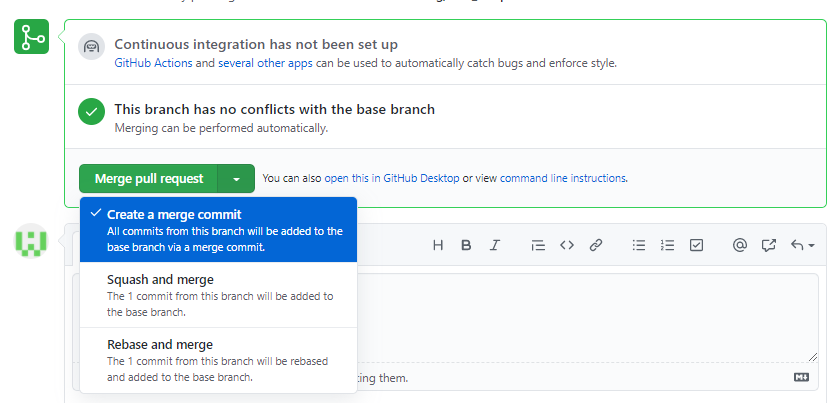 Continuous integration has not been set up
GitHub Actions and several other apps can be used to automatically catch bugs and enforce style.
This branch has no conflicts with the base branch
Merging can be performed automatically.
Merge pull request
You can also open this in GitHub Desktop or view command line instructions.
Create a merge commit
All commits from this branch will be added to the
base branch via a merge commit.
H B I
Squash and merge
The 1 commit from this branch will be added to
the base branch.
Rebase and merge
The 1 commit from this branch will be rebased
and added to the base branch.
them.